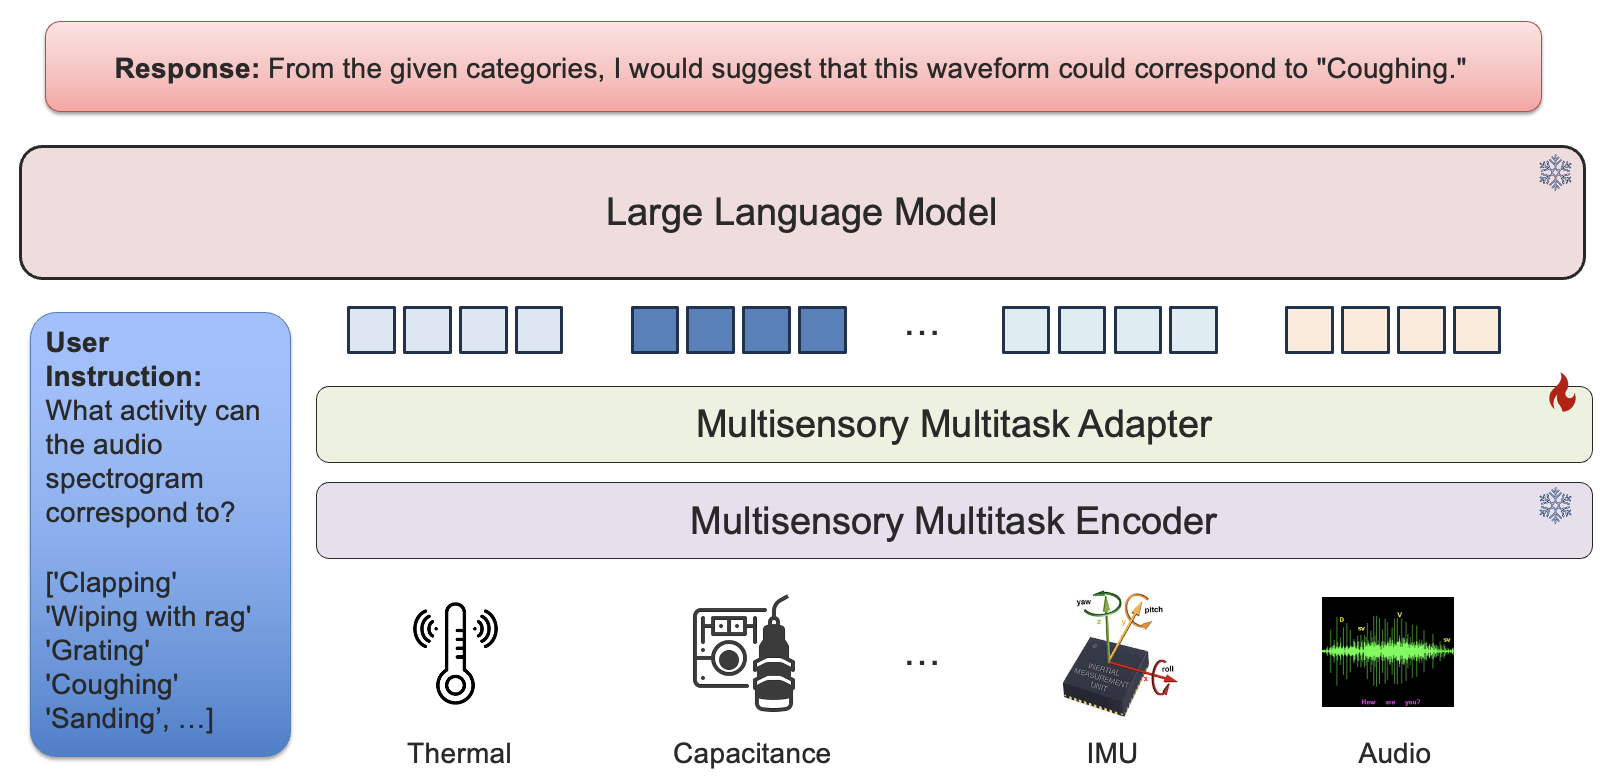 Response: From the given categories, I would suggest that this waveform could correspond to "Coughing."
Large Language Model
User
Instruction:
What activity can
the audio
spectrogram
correspond to?
['Clapping'
'Wiping with rag'
'Grating'
'Coughing'
'Sanding’, …]
...
Multisensory Multitask Adapter
Multisensory Multitask Encoder
...
yaw
pitch
z
y
roll
x
INERTIAL
MEASUREMENT
UNIT
D
sv
V
sv
How are you?
Thermal
Capacitance
IMU
Audio